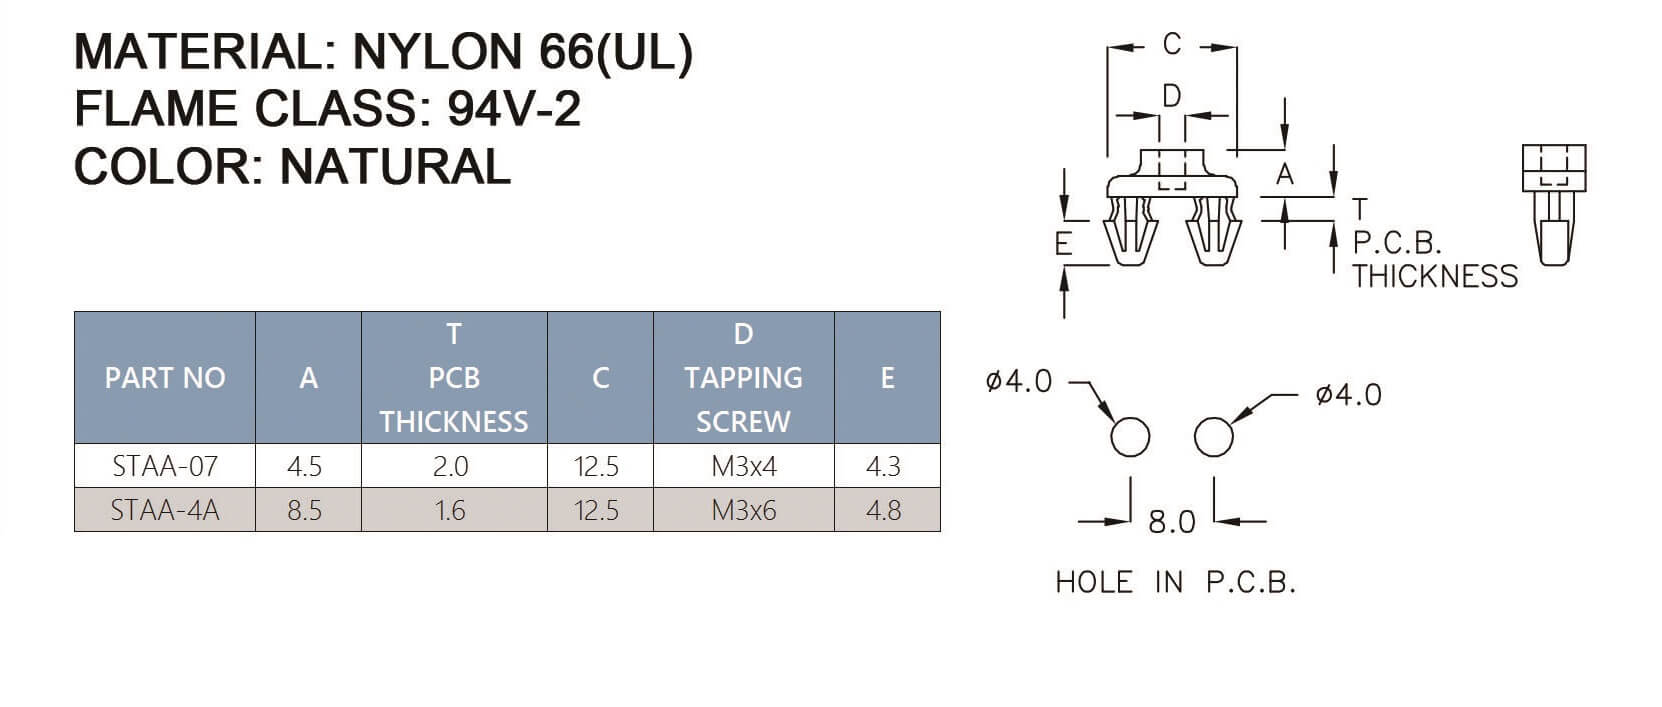 MATERIAL: NYLON 66(UL)
FLAME CLASS: 94V-2
COLOR: NATURAL
PART NO A T PCB THICKNESS C D TAPPING SCREW E
STAA-07 4.5 2.0 12.5 M3x4 4.3
STAA-4A 8.5 1.6 12.5 M3x6 4.8
C
D
A
E
T
P.C.B.
THICKNESS
ø4.0
ø4.0
8.0
HOLE IN P.C.B.